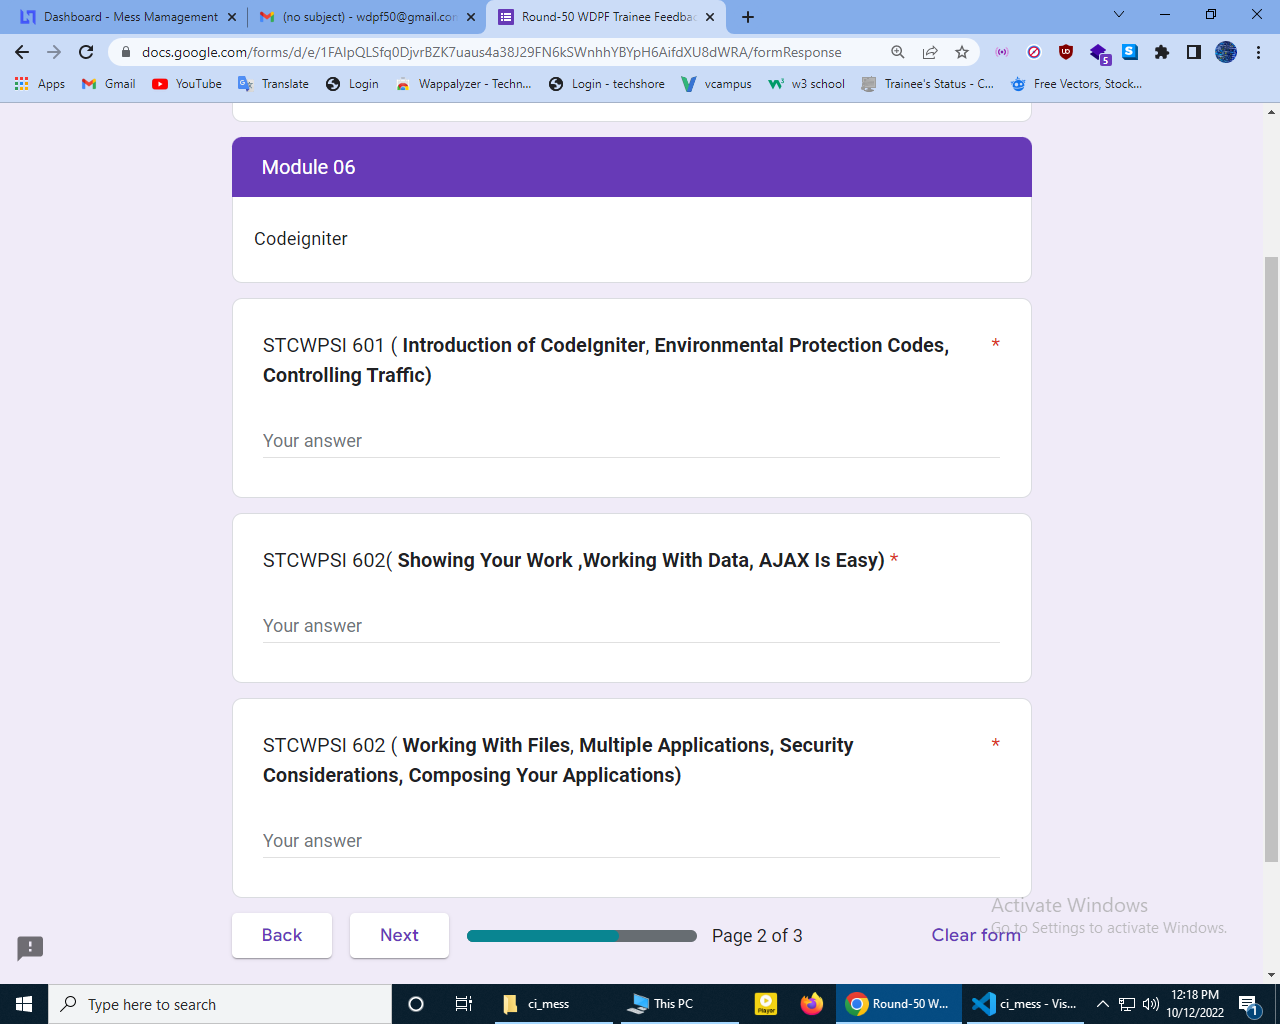 Dashboard - Mess Mamagement
(no subject) - wdpf50@gmail.com
Round-50 WDPF Trainee Feedba
docs.google.com/forms/d/e/1FAIpQLSfq0DjvrBZK7uaus4a38J29FN6kSWnhhYBYpH6AifdXU8dWRA/formResponse
5
Apps
Gmail
YouTube
Translate
Login
Wappalyzer - Techn...
Login - techshore
vcampus
w3 school
Trainee's Status - C...
Free Vectors, Stock...
Module 06
Codeigniter
STCWPSI 601 ( Introduction of CodeIgniter, Environmental Protection Codes, *
Controlling Traffic)
Your answer
STCWPSI 602( Showing Your Work ,Working With Data, AJAX Is Easy) *
Your answer
STCWPSI 602 ( Working With Files, Multiple Applications, Security *
Considerations, Composing Your Applications)
Your answer
Back
Next
Page 2 of 3
Clear form
Activate Windows
Go to Settings to activate Windows.
Type here to search
ci_mess
This PC
Player
Round-50 W...
ci_mess - Vis...
12:18 PM
10/12/2022
1